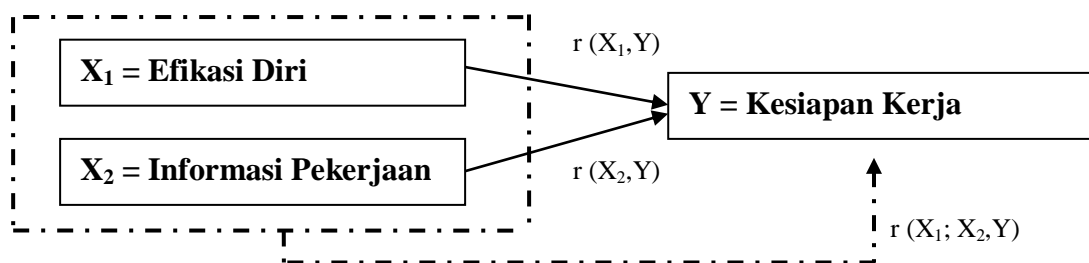 r (X₁,Y)
X₁ = Efikasi Diri
Y = Kesiapan Kerja
X₂ = Informasi Pekerjaan
r (X₂,Y)
r (X₁; X₂,Y)